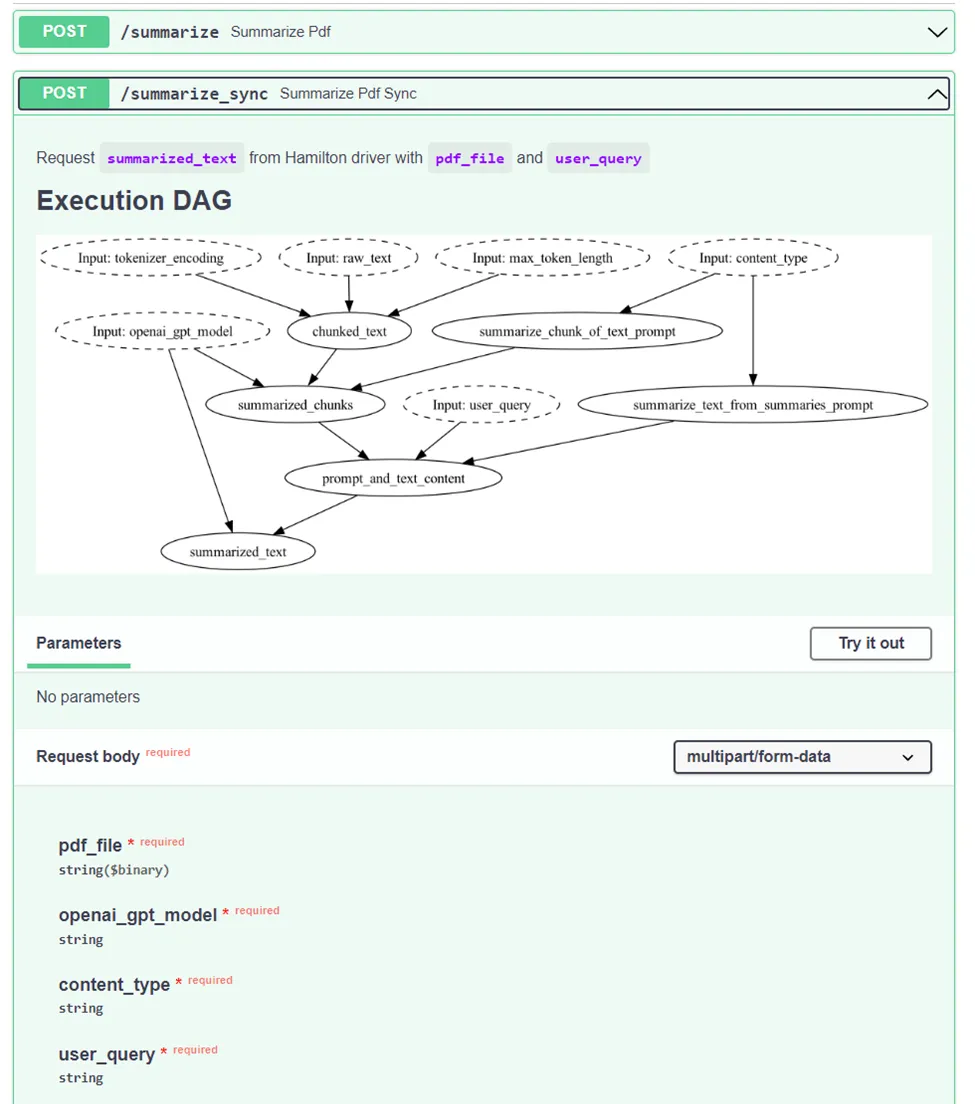 POST /summarize Summarize Pdf
POST /summarize_sync Summarize Pdf Sync
Request summarized_text from Hamilton driver with pdf_file and user_query
Execution DAG
Input: tokenizer_encoding Input: raw_text Input: max_token_length Input: content_type
Input: openai_gpt_model chunked_text summarize_chunk_of_text_prompt
summarized_chunks Input: user_query summarize_text_from_summaries_prompt
prompt_and_text_content
summarized_text
Parameters Try it out
No parameters
Request body required multipart/form-data
pdf_file * required
string($binary)
openai_gpt_model * required
string
content_type * required
string
user_query * required
string